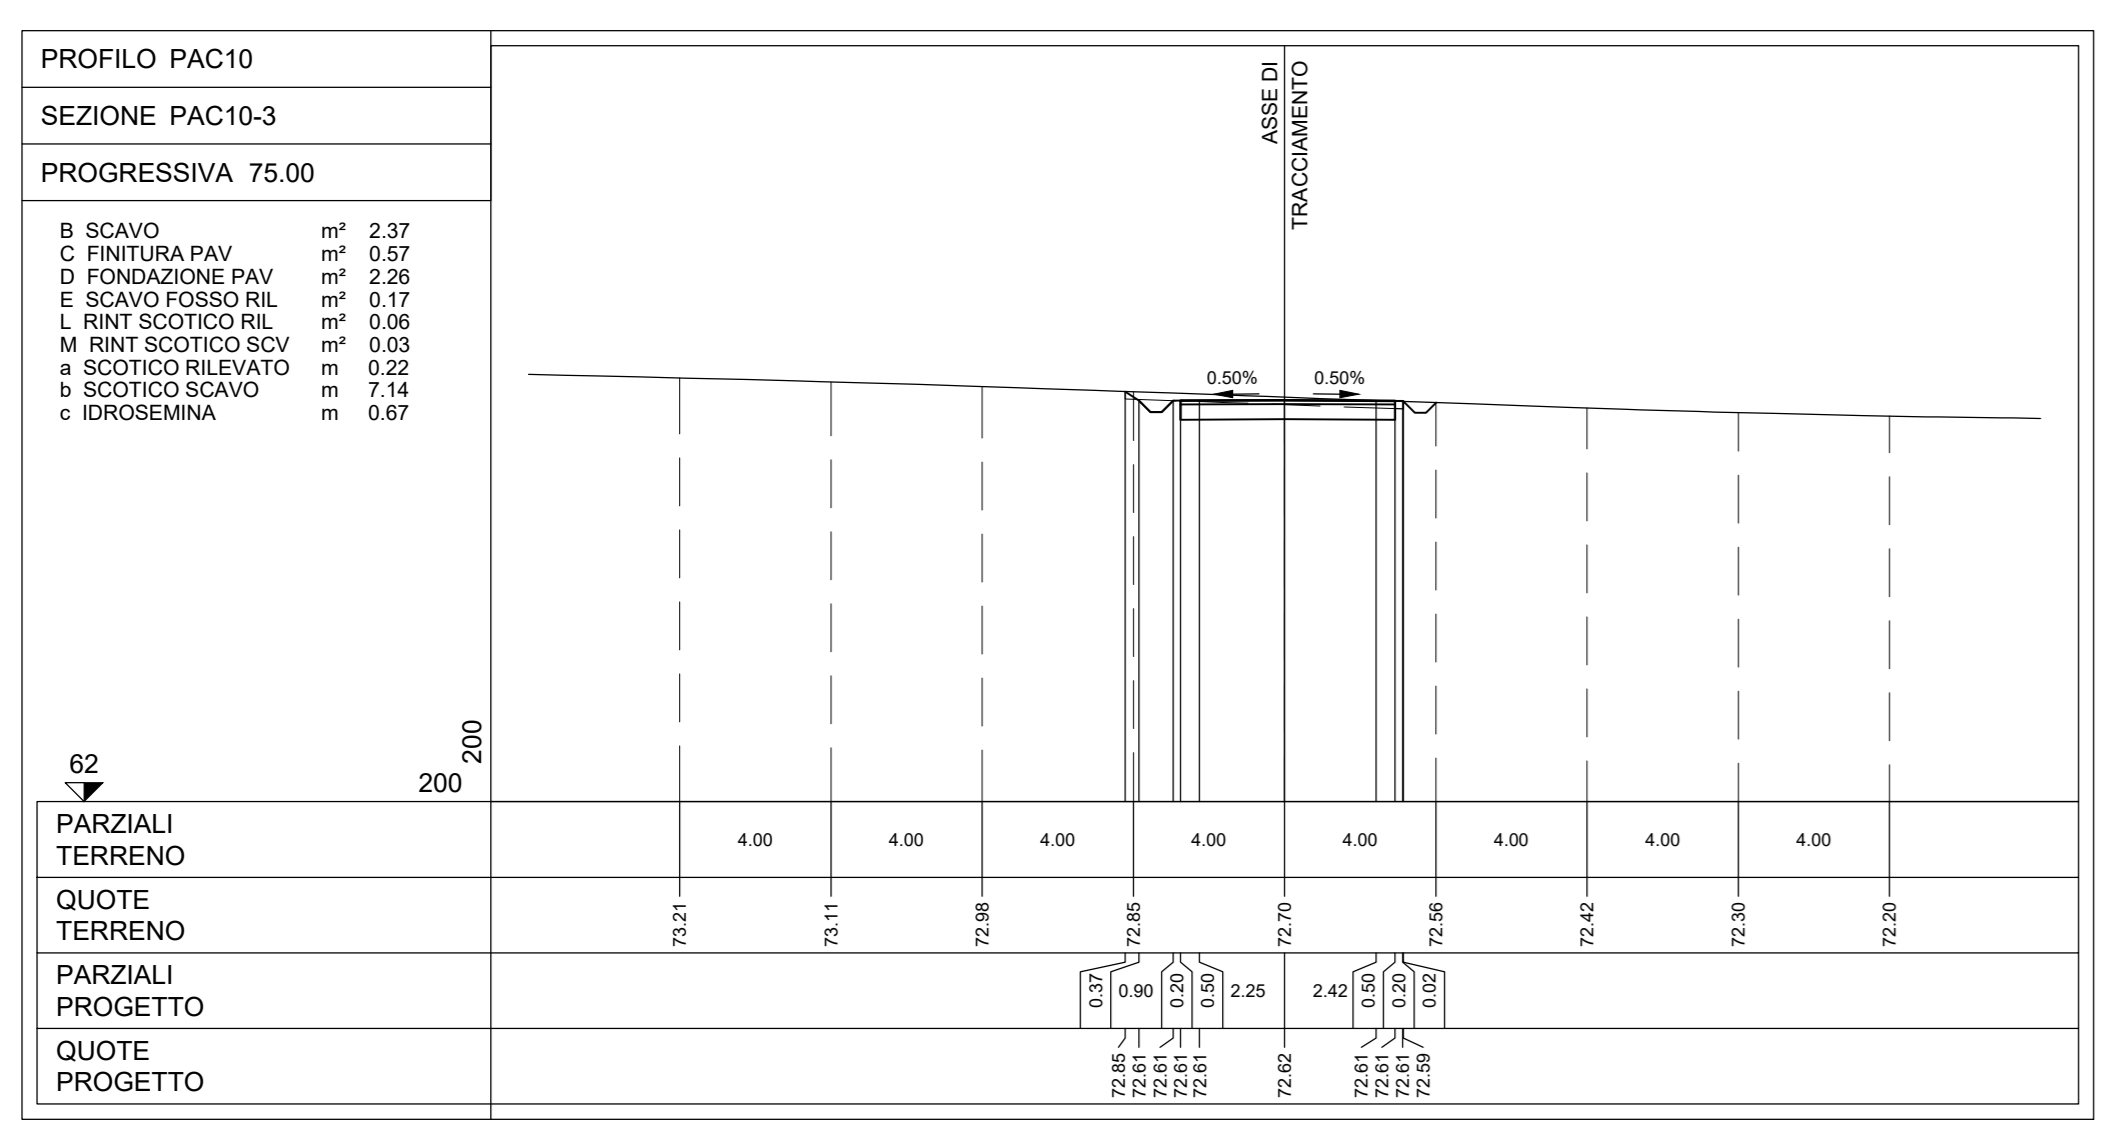 PROFILO PAC10
SEZIONE PAC10-3
PROGRESSIVA 75.00
B SCAVO m² 2.37
C FINITURA PAV m² 0.57
D FONDAZIONE PAV m² 2.26
E SCAVO FOSSO RIL m² 0.17
L RINT SCOTICO RIL m² 0.06
M RINT SCOTICO SCV m² 0.03
a SCOTICO RILEVATO m 0.22
b SCOTICO SCAVO m 7.14
c IDROSEMINA m 0.67
ASSE DI
TRACCIAMENTO
0.50% 0.50%
62
200
200
PARZIALI
TERRENO
4.00 4.00 4.00 4.00 4.00 4.00 4.00 4.00
QUOTE
TERRENO
73.21 73.11 72.98 72.85 72.70 72.56 72.42 72.30 72.20
PARZIALI
PROGETTO
0.37 0.90 0.20 0.50 2.25 2.42 0.50 0.20 0.02
QUOTE
PROGETTO
72.85 72.61 72.61 72.61 72.61 72.62 72.61 72.61 72.61 72.59